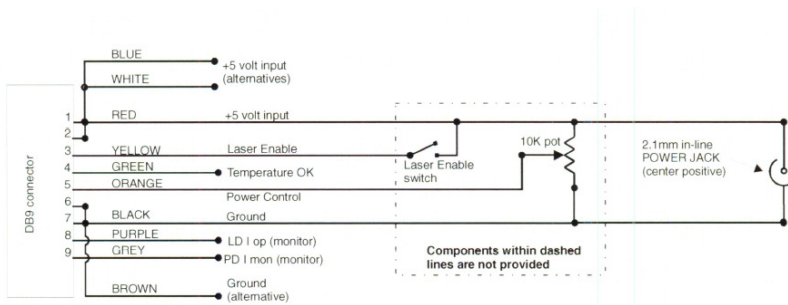 BLUE
+5 volt input
WHITE
(alternatives)
1
RED
+5 volt input
2
3
YELLOW
Laser Enable
10K pot
2.1mm in-line
POWER JACK
(center positive)
4
GREEN
Temperature OK
Laser Enable
switch
5
ORANGE
Power Control
6
7
BLACK
Ground
8
PURPLE
LD I op (monitor)
9
GREY
PD I mon (monitor)
DB9 connector
Components within dashed
lines are not provided
BROWN
Ground
(alternative)